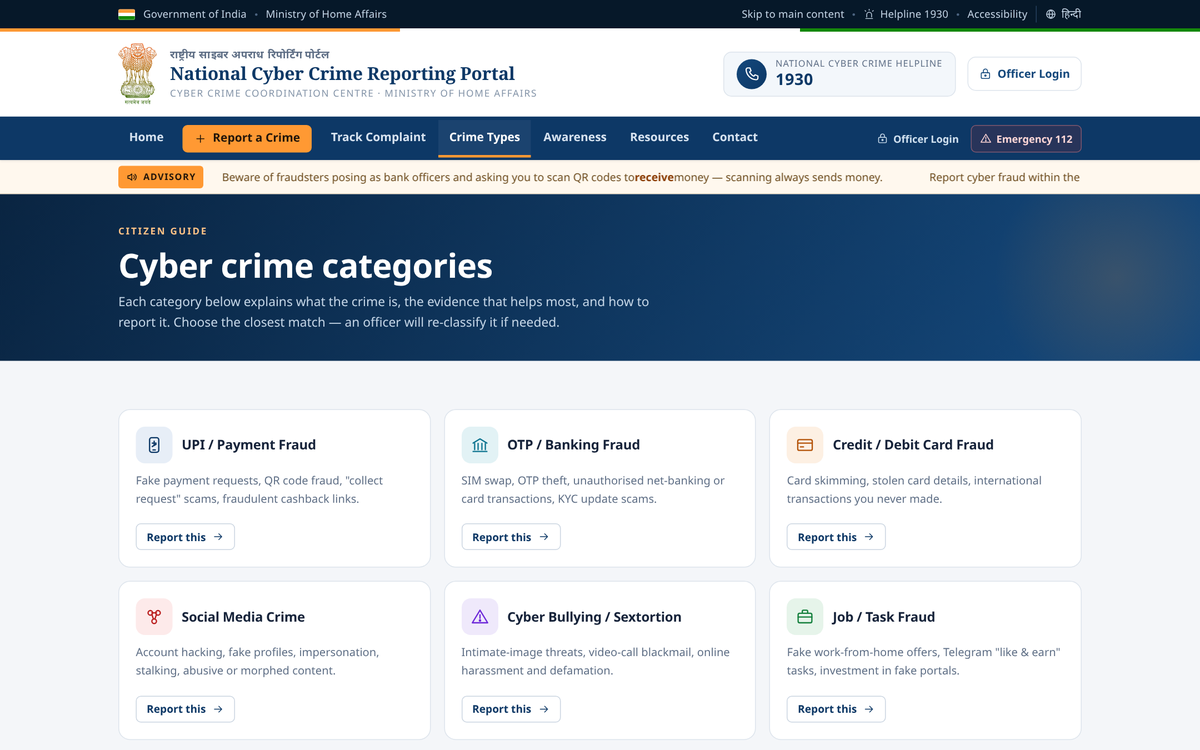 Government of India • Ministry of Home Affairs
Skip to main content • Helpline 1930 • Accessibility हिन्दी
राष्ट्रीय साइबर अपराध रिपोर्टिंग पोर्टल
National Cyber Crime Reporting Portal
CYBER CRIME COORDINATION CENTRE · MINISTRY OF HOME AFFAIRS
सत्यमेव जयते
NATIONAL CYBER CRIME HELPLINE
1930
Officer Login
Home
+ Report a Crime
Track Complaint
Crime Types
Awareness
Resources
Contact
Officer Login
Emergency 112
ADVISORY
Beware of fraudsters posing as bank officers and asking you to scan QR codes toreceivemoney — scanning always sends money.
Report cyber fraud within the
CITIZEN GUIDE
Cyber crime categories
Each category below explains what the crime is, the evidence that helps most, and how to
report it. Choose the closest match — an officer will re-classify it if needed.
UPI / Payment Fraud
Fake payment requests, QR code fraud, "collect
request" scams, fraudulent cashback links.
Report this →
OTP / Banking Fraud
SIM swap, OTP theft, unauthorised net-banking or
card transactions, KYC update scams.
Report this →
Credit / Debit Card Fraud
Card skimming, stolen card details, international
transactions you never made.
Report this →
Social Media Crime
Account hacking, fake profiles, impersonation,
stalking, abusive or morphed content.
Report this →
Cyber Bullying / Sextortion
Intimate-image threats, video-call blackmail, online
harassment and defamation.
Report this →
Job / Task Fraud
Fake work-from-home offers, Telegram "like & earn"
tasks, investment in fake portals.
Report this →